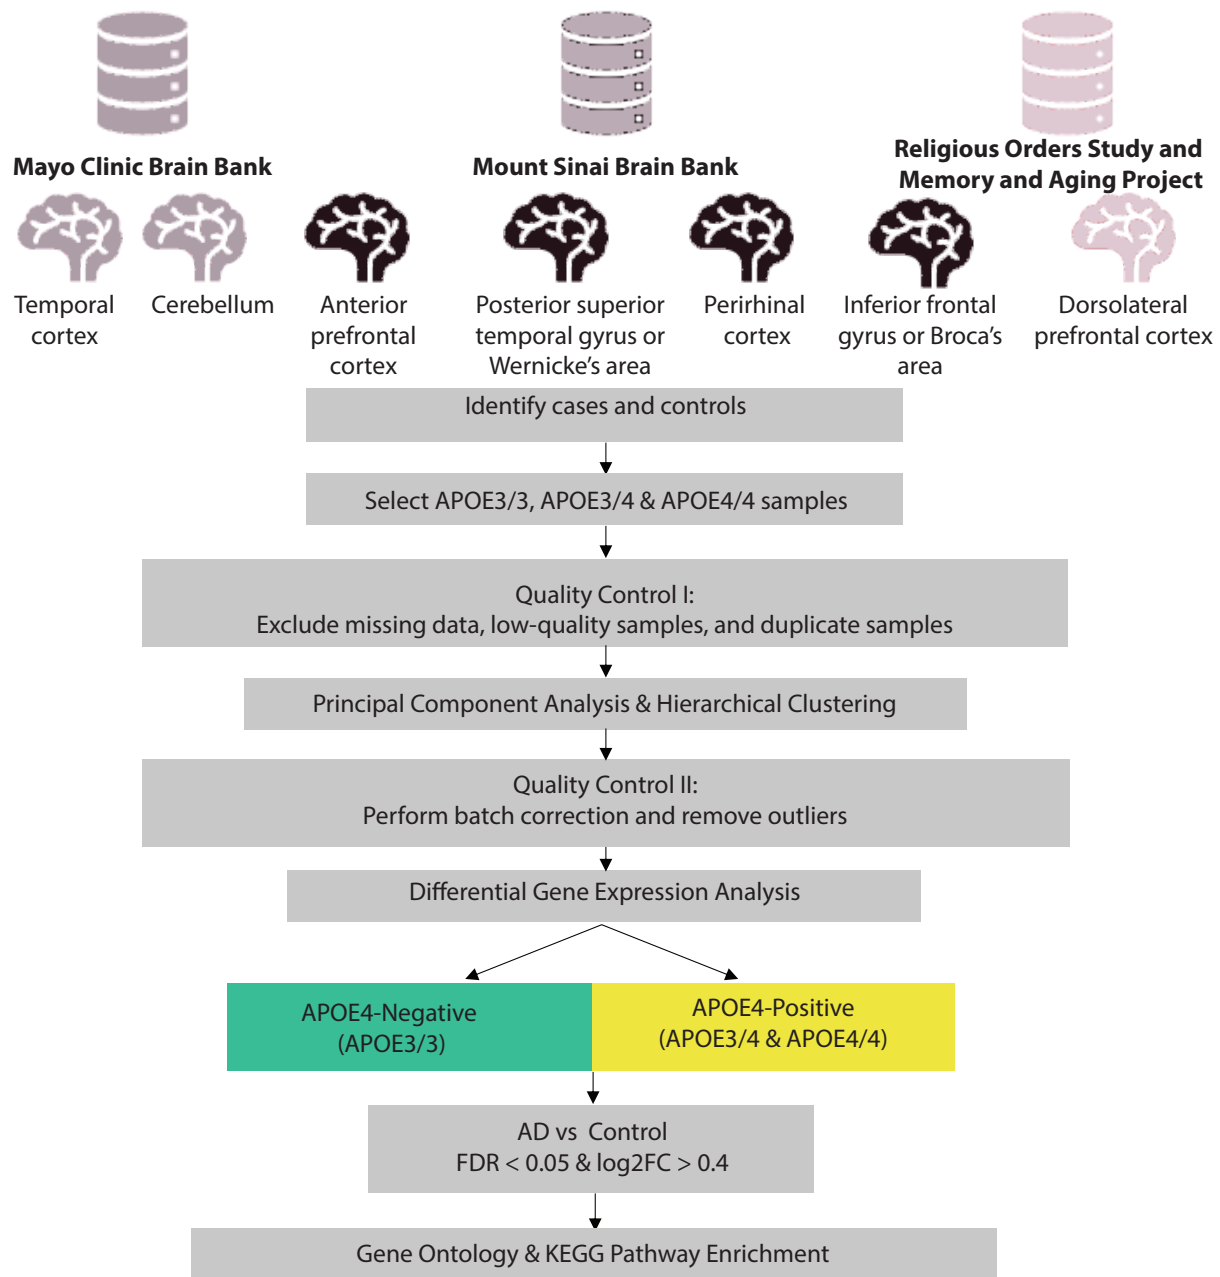 Mayo Clinic Brain Bank
Mount Sinai Brain Bank
Religious Orders Study and
Memory and Aging Project
Temporal
cortex
Cerebellum
Anterior
prefrontal
cortex
Posterior superior
temporal gyrus or
Wernicke's area
Perirhinal
cortex
Inferior frontal
gyrus or Broca's
area
Dorsolateral
prefrontal cortex
Identify cases and controls
Select APOE3/3, APOE3/4 & APOE4/4 samples
Quality Control I:
Exclude missing data, low-quality samples, and duplicate samples
Principal Component Analysis & Hierarchical Clustering
Quality Control II:
Perform batch correction and remove outliers
Differential Gene Expression Analysis
APOE4-Negative
(APOE3/3)
APOE4-Positive
(APOE3/4 & APOE4/4)
AD vs Control
FDR < 0.05 & log2FC > 0.4
Gene Ontology & KEGG Pathway Enrichment